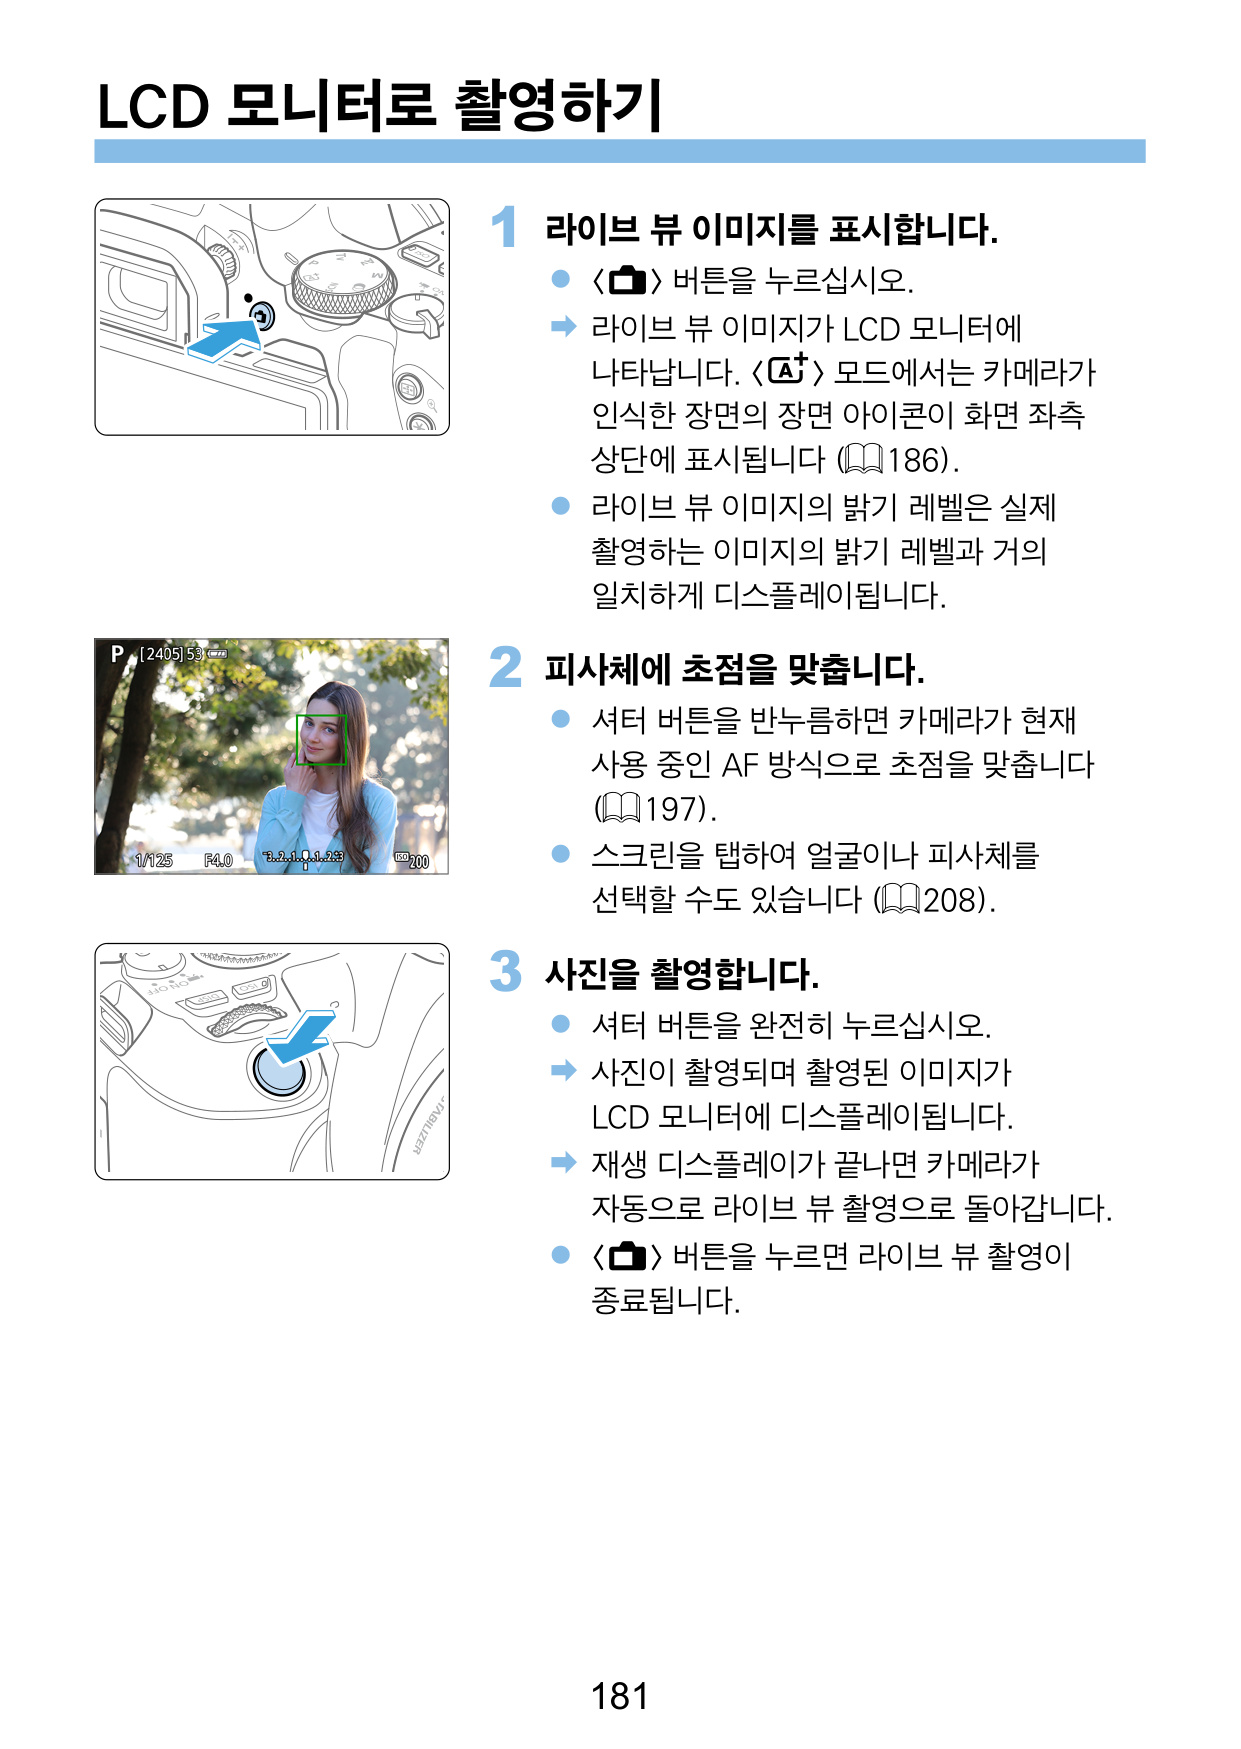 LCD 모니터로 촬영하기
1 라이브 뷰 이미지를 표시합니다.
● < > 버튼을 누르십시오.
➡ 라이브 뷰 이미지가 LCD 모니터에
나타납니다. <A+> 모드에서는 카메라가
인식한 장면의 장면 아이콘이 화면 좌측
상단에 표시됩니다 (186).
● 라이브 뷰 이미지의 밝기 레벨은 실제
촬영하는 이미지의 밝기 레벨과 거의
일치하게 디스플레이됩니다.
P [2405] 53
1/125 F4.0 -3..2..1..0..1..2..3 ISO 200
2 피사체에 초점을 맞춥니다.
● 셔터 버튼을 반누름하면 카메라가 현재
사용 중인 AF 방식으로 초점을 맞춥니다
(197).
● 스크린을 탭하여 얼굴이나 피사체를
선택할 수도 있습니다 (208).
ON OFF
DISP
ISO
STABILIZER
3 사진을 촬영합니다.
● 셔터 버튼을 완전히 누르십시오.
➡ 사진이 촬영되며 촬영된 이미지가
LCD 모니터에 디스플레이됩니다.
➡ 재생 디스플레이가 끝나면 카메라가
자동으로 라이브 뷰 촬영으로 돌아갑니다.
● < > 버튼을 누르면 라이브 뷰 촬영이
종료됩니다.
181